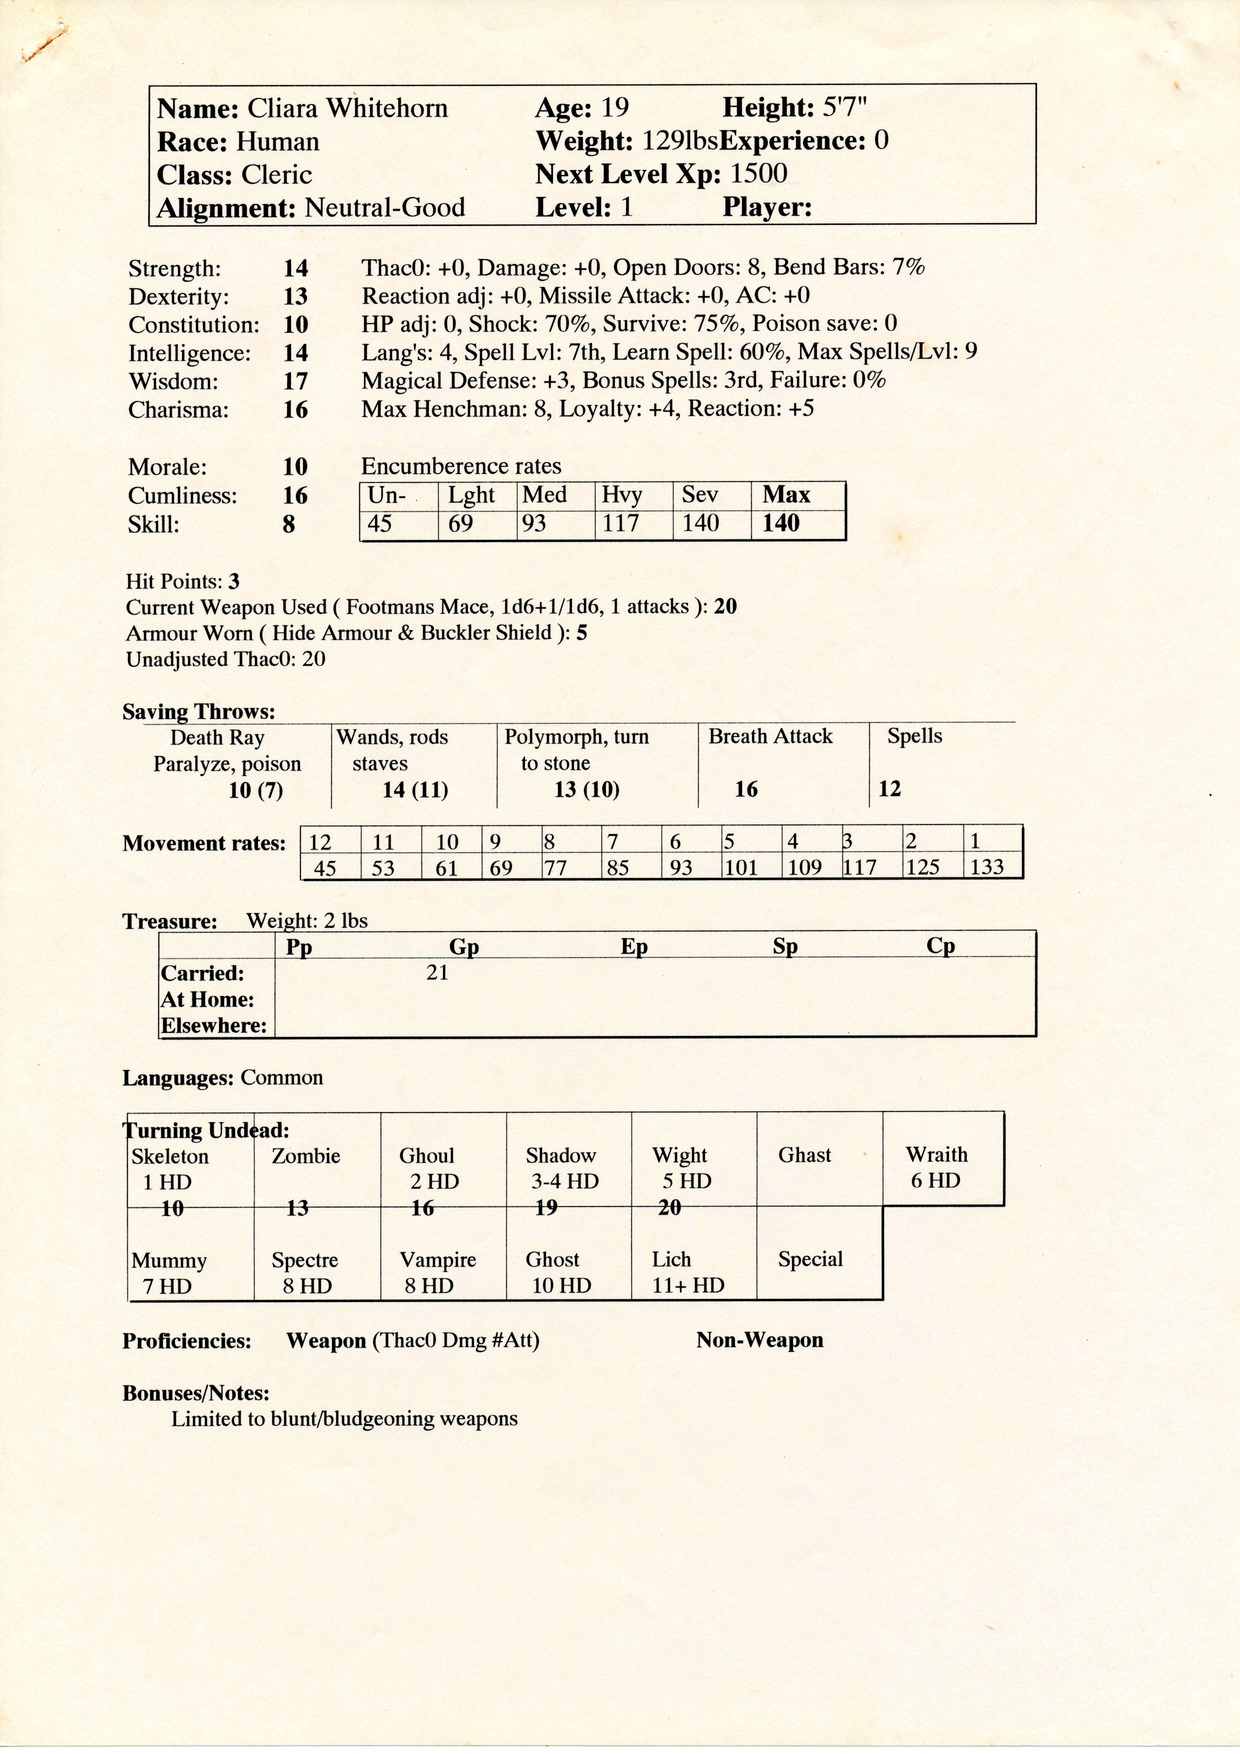 Name: Cliara Whitehorn Age: 19 Height: 5'7"
Race: Human Weight: 129lbsExperience: 0
Class: Cleric Next Level Xp: 1500
Alignment: Neutral-Good Level: 1 Player:
Strength: 14 Thac0: +0, Damage: +0, Open Doors: 8, Bend Bars: 7%
Dexterity: 13 Reaction adj: +0, Missile Attack: +0, AC: +0
Constitution: 10 HP adj: 0, Shock: 70%, Survive: 75%, Poison save: 0
Intelligence: 14 Lang's: 4, Spell Lvl: 7th, Learn Spell: 60%, Max Spells/Lvl: 9
Wisdom: 17 Magical Defense: +3, Bonus Spells: 3rd, Failure: 0%
Charisma: 16 Max Henchman: 8, Loyalty: +4, Reaction: +5
Morale: 10 Encumberence rates
Cumliness: 16 Un- Lght Med Hvy Sev Max
Skill: 8 45 69 93 117 140 140
Hit Points: 3
Current Weapon Used ( Footmans Mace, 1d6+1/1d6, 1 attacks ): 20
Armour Worn ( Hide Armour & Buckler Shield ): 5
Unadjusted Thac0: 20
Saving Throws:
Death Ray Wands, rods Polymorph, turn Breath Attack Spells
Paralyze, poison staves to stone
10 (7) 14 (11) 13 (10) 16 12
Movement rates: 12 11 10 9 8 7 6 5 4 3 2 1
45 53 61 69 77 85 93 101 109 117 125 133
Treasure: Weight: 2 lbs
Pp Gp Ep Sp Cp
Carried: 21
At Home:
Elsewhere:
Languages: Common
Turning Undead:
Skeleton Zombie Ghoul Shadow Wight Ghast Wraith
1 HD 2 HD 3-4 HD 5 HD 6 HD
10 13 16 19 20
Mummy Spectre Vampire Ghost Lich Special
7 HD 8 HD 8 HD 10 HD 11+ HD
Proficiencies: Weapon (Thac0 Dmg #Att) Non-Weapon
Bonuses/Notes:
Limited to blunt/bludgeoning weapons